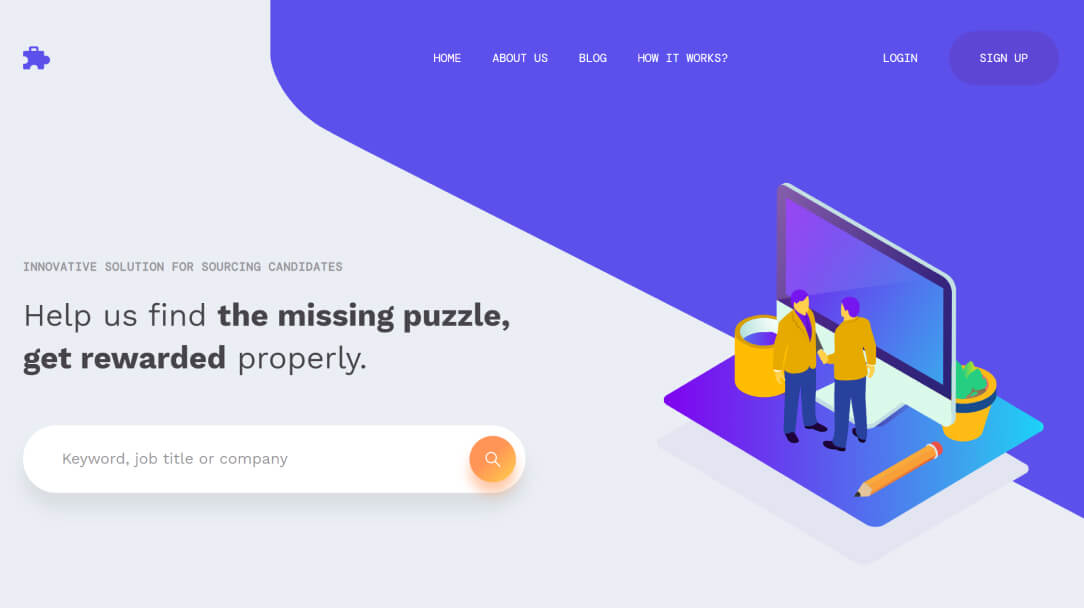 HOME ABOUT US BLOG HOW IT WORKS? LOGIN SIGN UP
INNOVATIVE SOLUTION FOR SOURCING CANDIDATES
Help us find the missing puzzle,
get rewarded properly.
Keyword, job title or company